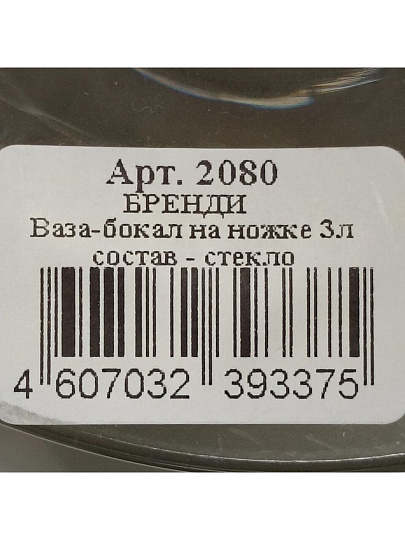 Арт. 2080
БРЕНДИ
Ваза-бокал на ножке 3л
состав - стекло
4 607032 393375